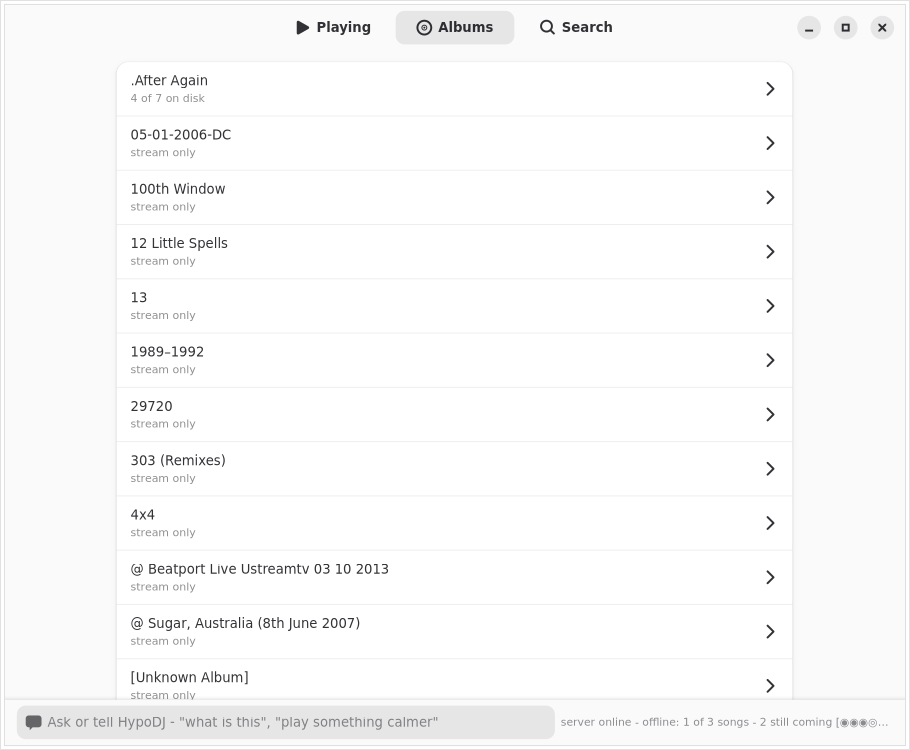 Playing
Albums
Search
.After Again
4 of 7 on disk
05-01-2006-DC
stream only
100th Window
stream only
12 Little Spells
stream only
13
stream only
1989–1992
stream only
29720
stream only
303 (Remixes)
stream only
4x4
stream only
@ Beatport Live Ustreamtv 03 10 2013
stream only
@ Sugar, Australia (8th June 2007)
stream only
[Unknown Album]
stream only
Ask or tell HypoDJ - "what is this", "play something calmer"
server online - offline: 1 of 3 songs - 2 still coming [◉◉◉◎…